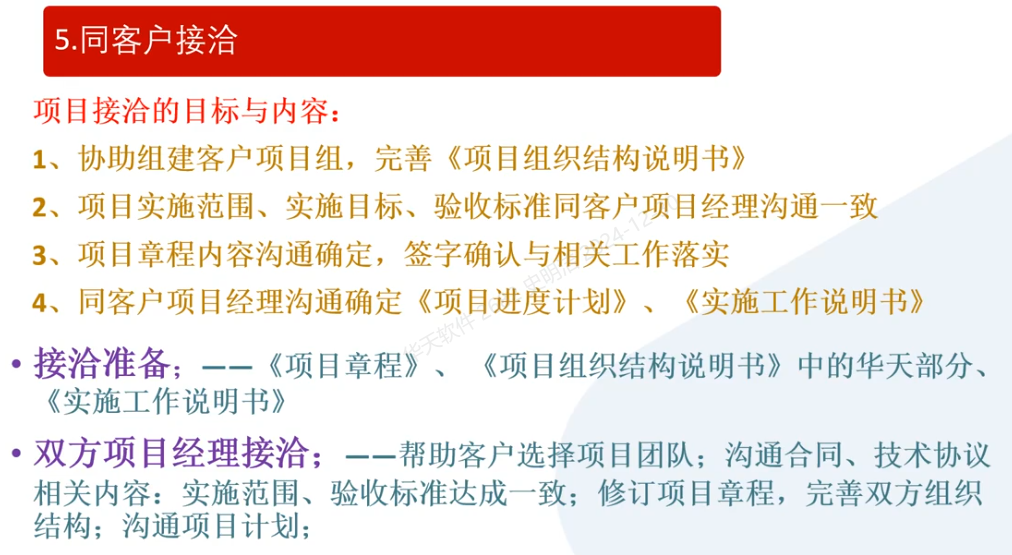 5.同客户接洽
项目接洽的目标与内容：
1、协助组建客户项目组，完善《项目组织结构说明书》
2、项目实施范围、实施目标、验收标准同客户项目经理沟通一致
3、项目章程内容沟通确定，签字确认与相关工作落实
4、同客户项目经理沟通确定《项目进度计划》、《实施工作说明书》
• 接洽准备；——《项目章程》、 《项目组织结构说明书》中的华天部分、
《实施工作说明书》
• 双方项目经理接洽；——帮助客户选择项目团队；沟通合同、技术协议
相关内容：实施范围、验收标准达成一致；修订项目章程，完善双方组织
结构；沟通项目计划；
华天软件